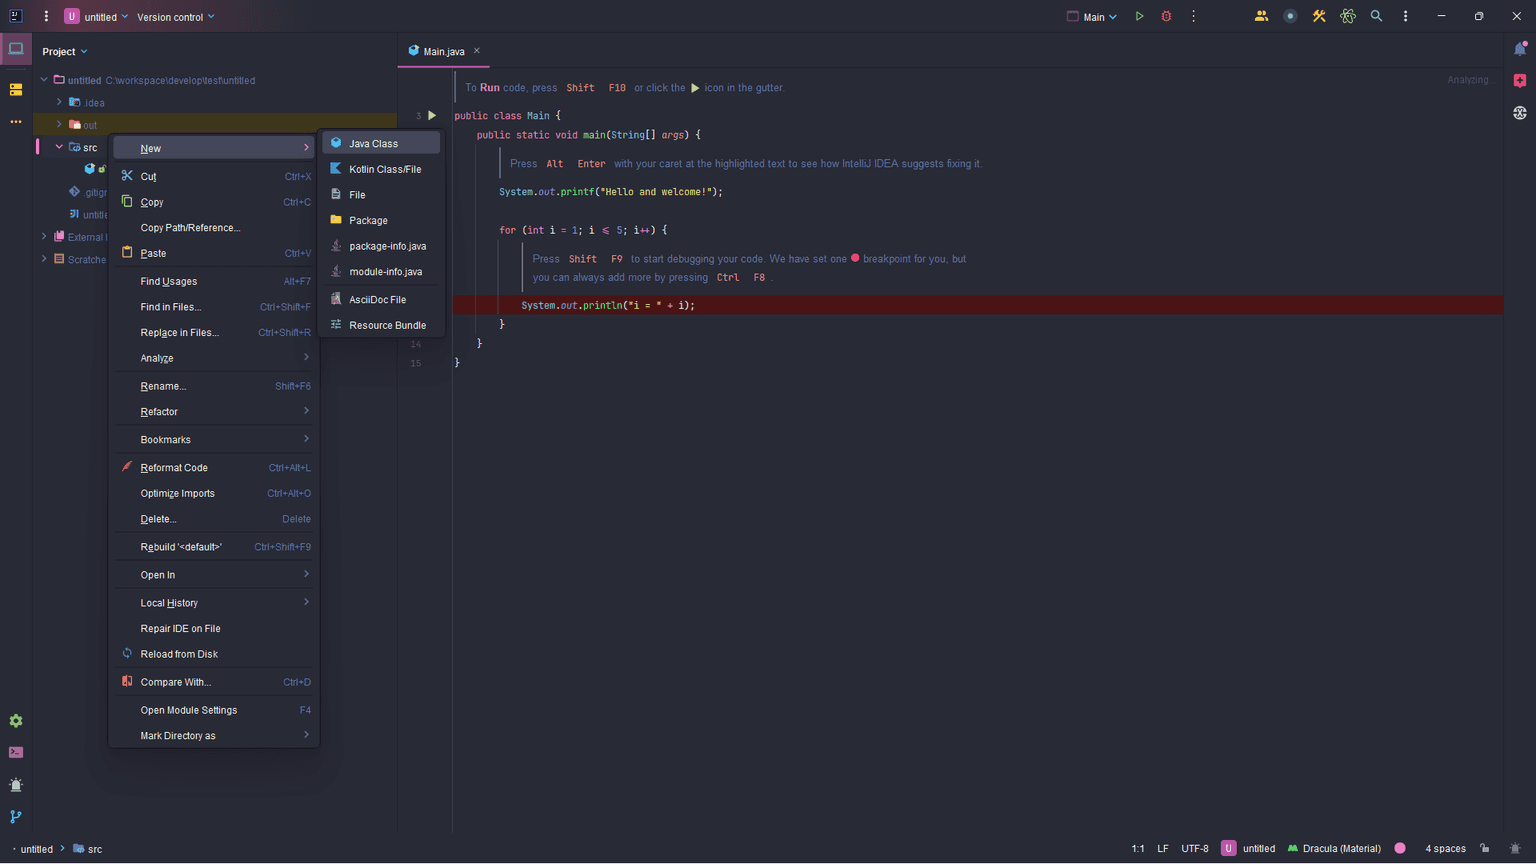 U untitled Version control Main
Project
Main.java
untitled C:\workspace\develop\test\untitled
.idea
out
src
.gitig
untitle
External
Scratche
New
Cut Ctrl+X
Copy Ctrl+C
Copy Path/Reference...
Paste Ctrl+V
Find Usages Alt+F7
Find in Files... Ctrl+Shift+F
Replace in Files... Ctrl+Shift+R
Analyze
Rename... Shift+F6
Refactor
Bookmarks
Reformat Code Ctrl+Alt+L
Optimize Imports Ctrl+Alt+O
Delete... Delete
Rebuild '<default>' Ctrl+Shift+F9
Open In
Local History
Repair IDE on File
Reload from Disk
Compare With... Ctrl+D
Open Module Settings F4
Mark Directory as
Java Class
Kotlin Class/File
File
Package
package-info.java
module-info.java
AsciiDoc File
Resource Bundle
Analyzing...
To Run code, press Shift F10 or click the icon in the gutter.
3 public class Main {
public static void main(String[] args) {
Press Alt Enter with your caret at the highlighted text to see how IntelliJ IDEA suggests fixing it.
System.out.printf("Hello and welcome!");
for (int i = 1; i ≤ 5; i++) {
Press Shift F9 to start debugging your code. We have set one breakpoint for you, but
you can always add more by pressing Ctrl F8 .
System.out.println("i = " + i);
}
14 }
15 }
untitled > src
1:1 LF UTF-8 U untitled Dracula (Material) 4 spaces